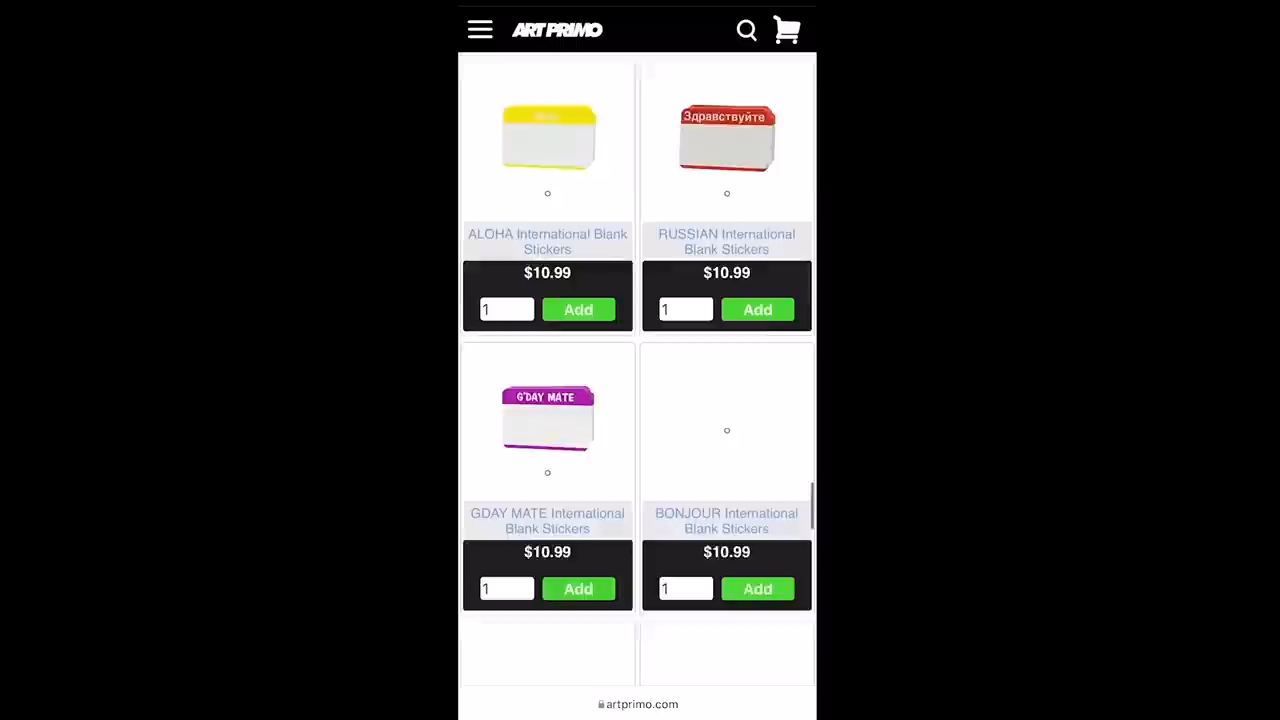 ART PRIMO
Здравствуйте
ALOHA International Blank
Stickers
RUSSIAN International
Blank Stickers
$10.99
$10.99
1
Add
1
Add
G'DAY MATE
GDAY MATE International
Blank Stickers
BONJOUR International
Blank Stickers
$10.99
$10.99
1
Add
1
Add
artprimo.com